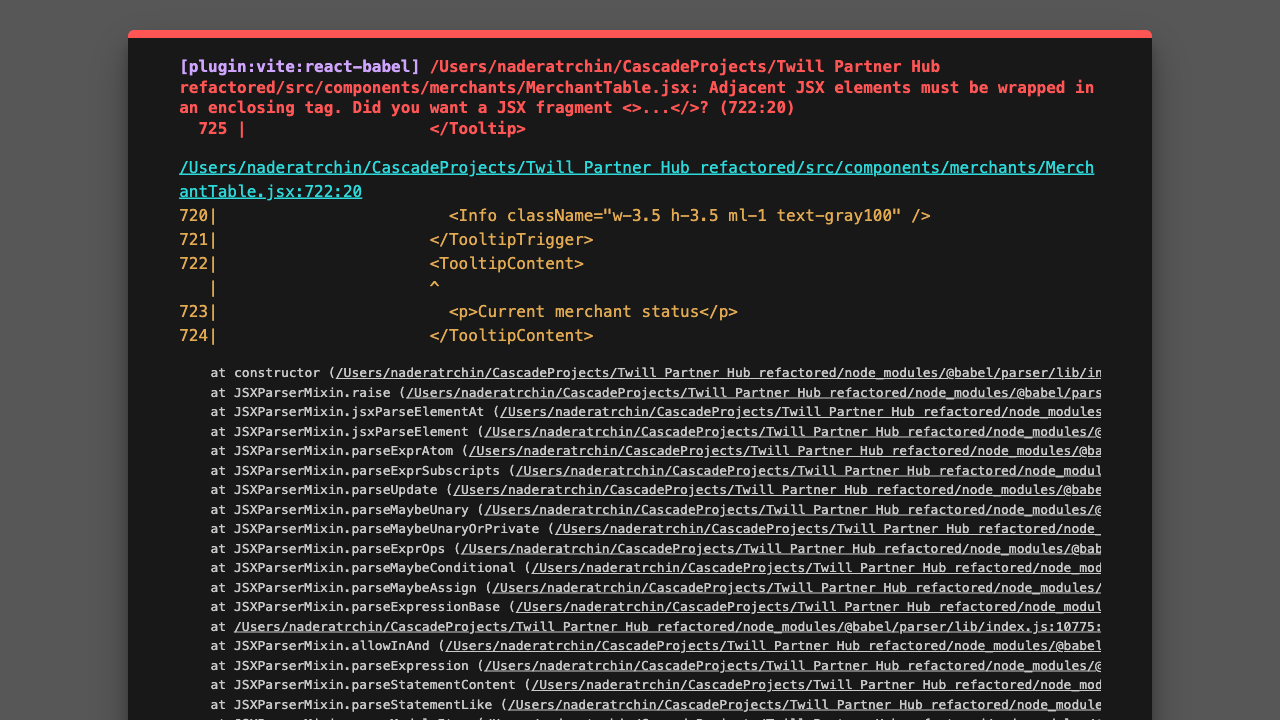 [plugin:vite:react-babel] /Users/naderatrchin/CascadeProjects/Twill Partner Hub
refactored/src/components/merchants/MerchantTable.jsx: Adjacent JSX elements must be wrapped in
an enclosing tag. Did you want a JSX fragment <>...</>? (722:20)
  725 |                   </Tooltip>
/Users/naderatrchin/CascadeProjects/Twill Partner Hub refactored/src/components/merchants/Merch
antTable.jsx:722:20
720|                        <Info className="w-3.5 h-3.5 ml-1 text-gray100" />
721|                      </TooltipTrigger>
722|                      <TooltipContent>
   |                      ^
723|                        <p>Current merchant status</p>
724|                      </TooltipContent>
at constructor (/Users/naderatrchin/CascadeProjects/Twill Partner Hub refactored/node_modules/@babel/parser/lib/in
at JSXParserMixin.raise (/Users/naderatrchin/CascadeProjects/Twill Partner Hub refactored/node_modules/@babel/pars
at JSXParserMixin.jsxParseElementAt (/Users/naderatrchin/CascadeProjects/Twill Partner Hub refactored/node_modules
at JSXParserMixin.jsxParseElement (/Users/naderatrchin/CascadeProjects/Twill Partner Hub refactored/node_modules/@
at JSXParserMixin.parseExprAtom (/Users/naderatrchin/CascadeProjects/Twill Partner Hub refactored/node_modules/@ba
at JSXParserMixin.parseExprSubscripts (/Users/naderatrchin/CascadeProjects/Twill Partner Hub refactored/node_modul
at JSXParserMixin.parseUpdate (/Users/naderatrchin/CascadeProjects/Twill Partner Hub refactored/node_modules/@babe
at JSXParserMixin.parseMaybeUnary (/Users/naderatrchin/CascadeProjects/Twill Partner Hub refactored/node_modules/@
at JSXParserMixin.parseMaybeUnaryOrPrivate (/Users/naderatrchin/CascadeProjects/Twill Partner Hub refactored/node_
at JSXParserMixin.parseExprOps (/Users/naderatrchin/CascadeProjects/Twill Partner Hub refactored/node_modules/@bab
at JSXParserMixin.parseMaybeConditional (/Users/naderatrchin/CascadeProjects/Twill Partner Hub refactored/node_mod
at JSXParserMixin.parseMaybeAssign (/Users/naderatrchin/CascadeProjects/Twill Partner Hub refactored/node_modules/
at JSXParserMixin.parseExpressionBase (/Users/naderatrchin/CascadeProjects/Twill Partner Hub refactored/node_modul
at /Users/naderatrchin/CascadeProjects/Twill Partner Hub refactored/node_modules/@babel/parser/lib/index.js:10775:
at JSXParserMixin.allowInAnd (/Users/naderatrchin/CascadeProjects/Twill Partner Hub refactored/node_modules/@babel
at JSXParserMixin.parseExpression (/Users/naderatrchin/CascadeProjects/Twill Partner Hub refactored/node_modules/@
at JSXParserMixin.parseStatementContent (/Users/naderatrchin/CascadeProjects/Twill Partner Hub refactored/node_mod
at JSXParserMixin.parseStatementLike (/Users/naderatrchin/CascadeProjects/Twill Partner Hub refactored/node_module